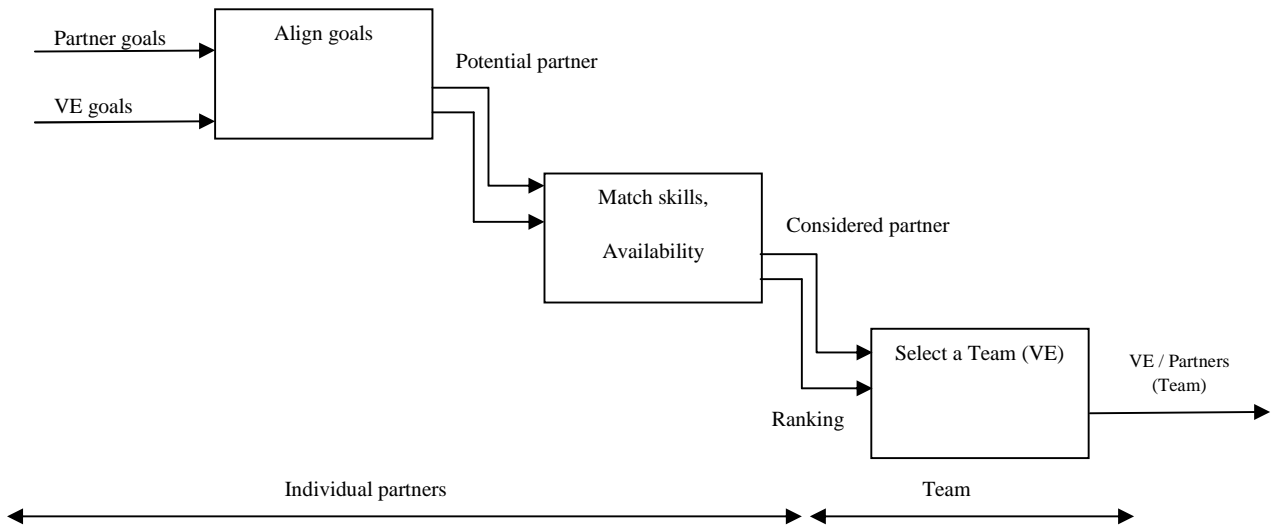 Partner goals
Align goals
Potential partner
VE goals
Match skills,
Availability
Considered partner
Select a Team (VE)
VE / Partners
(Team)
Ranking
Individual partners
Team